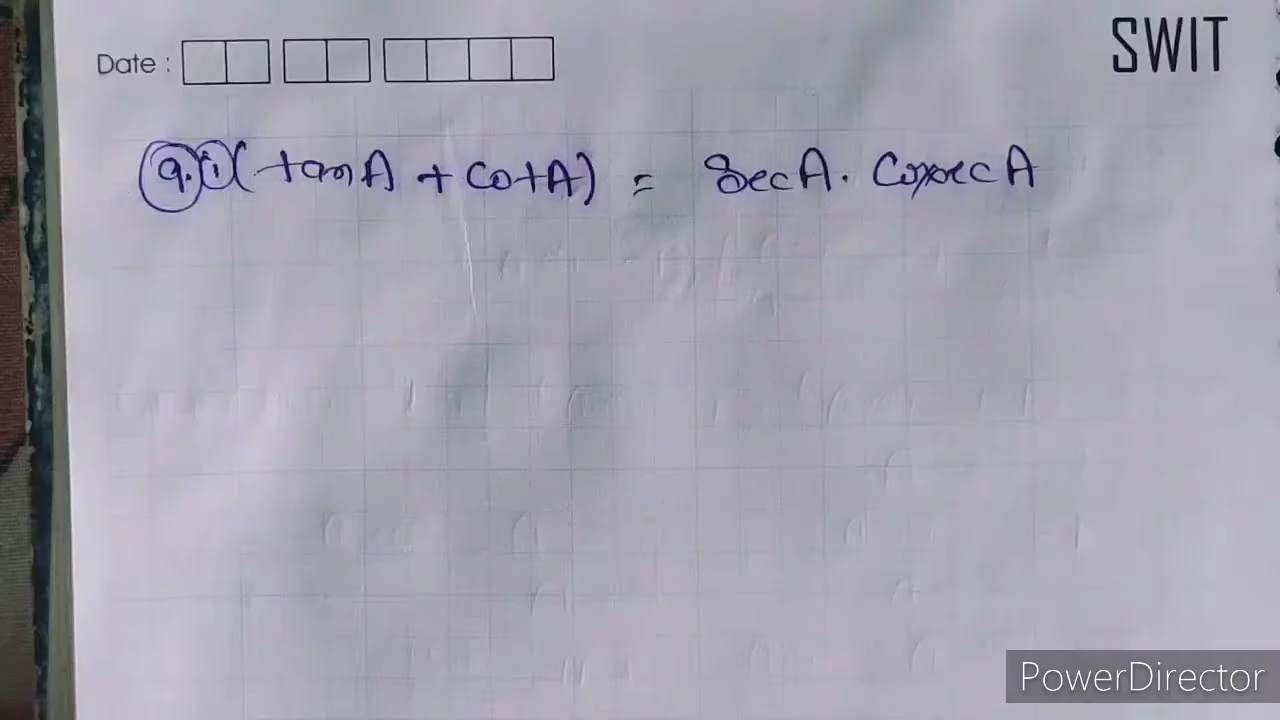 Date :
SWIT
9. i (tanA + cotA) = SecA. CosecA
PowerDirector